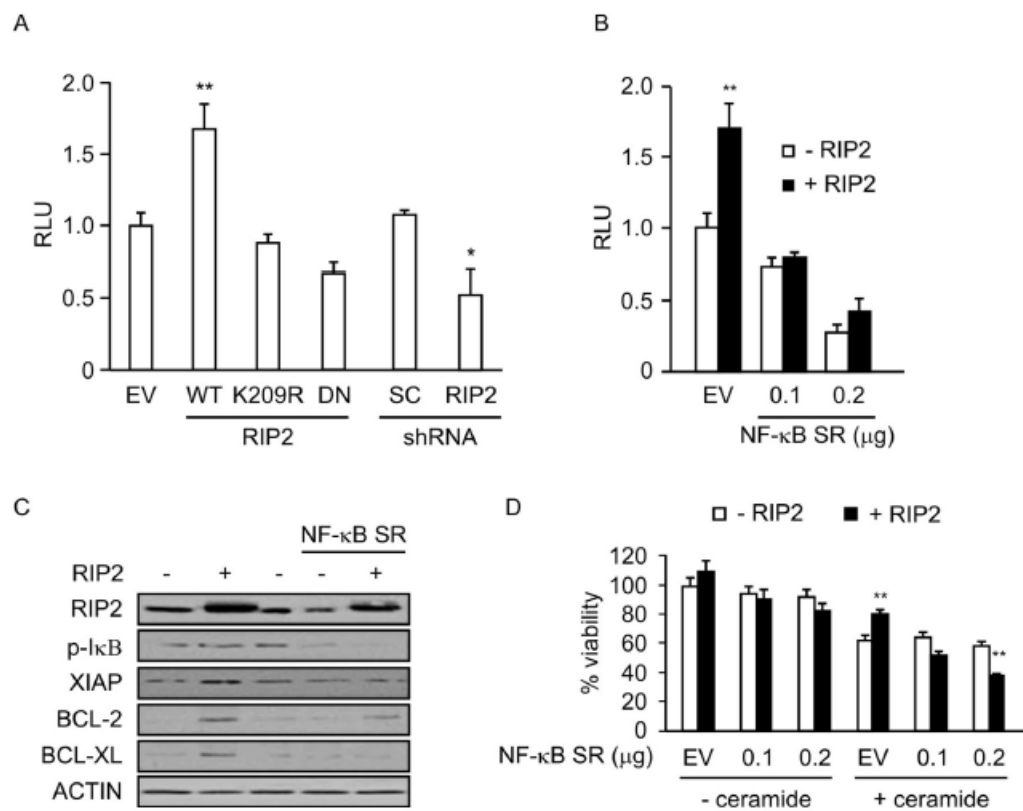 A
2.0
1.5
1.0
0.5
0
RLU
**
*
EV WT K209R DN SC RIP2
RIP2 shRNA
B
2.0
1.5
1.0
0.5
0
RLU
**
- RIP2
+ RIP2
EV 0.1 0.2
NF-κB SR (μg)
C
NF-κB SR
RIP2 - + - - +
RIP2
p-IκB
XIAP
BCL-2
BCL-XL
ACTIN
D
- RIP2 + RIP2
120
100
80
60
40
20
0
% viability
**
**
NF-κB SR (μg) EV 0.1 0.2 EV 0.1 0.2
- ceramide + ceramide